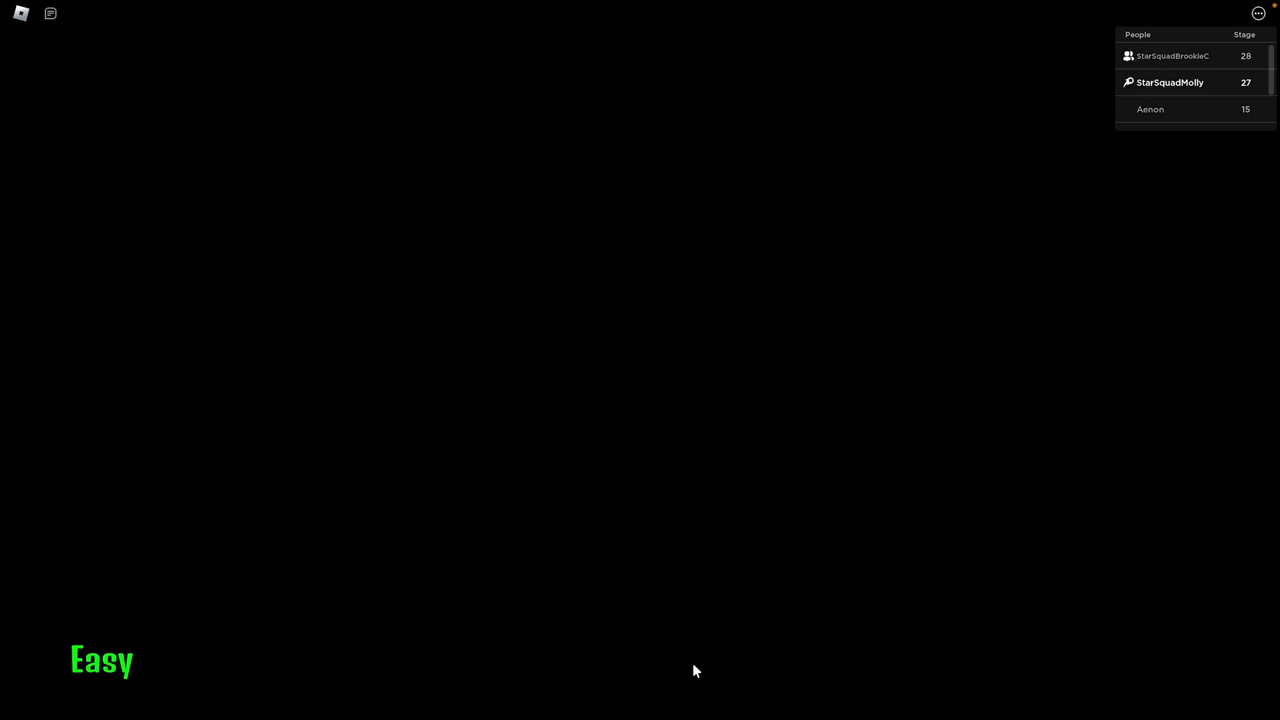 People Stage
StarSquadBrookieC 28
StarSquadMolly 27
Aenon 15
Easy